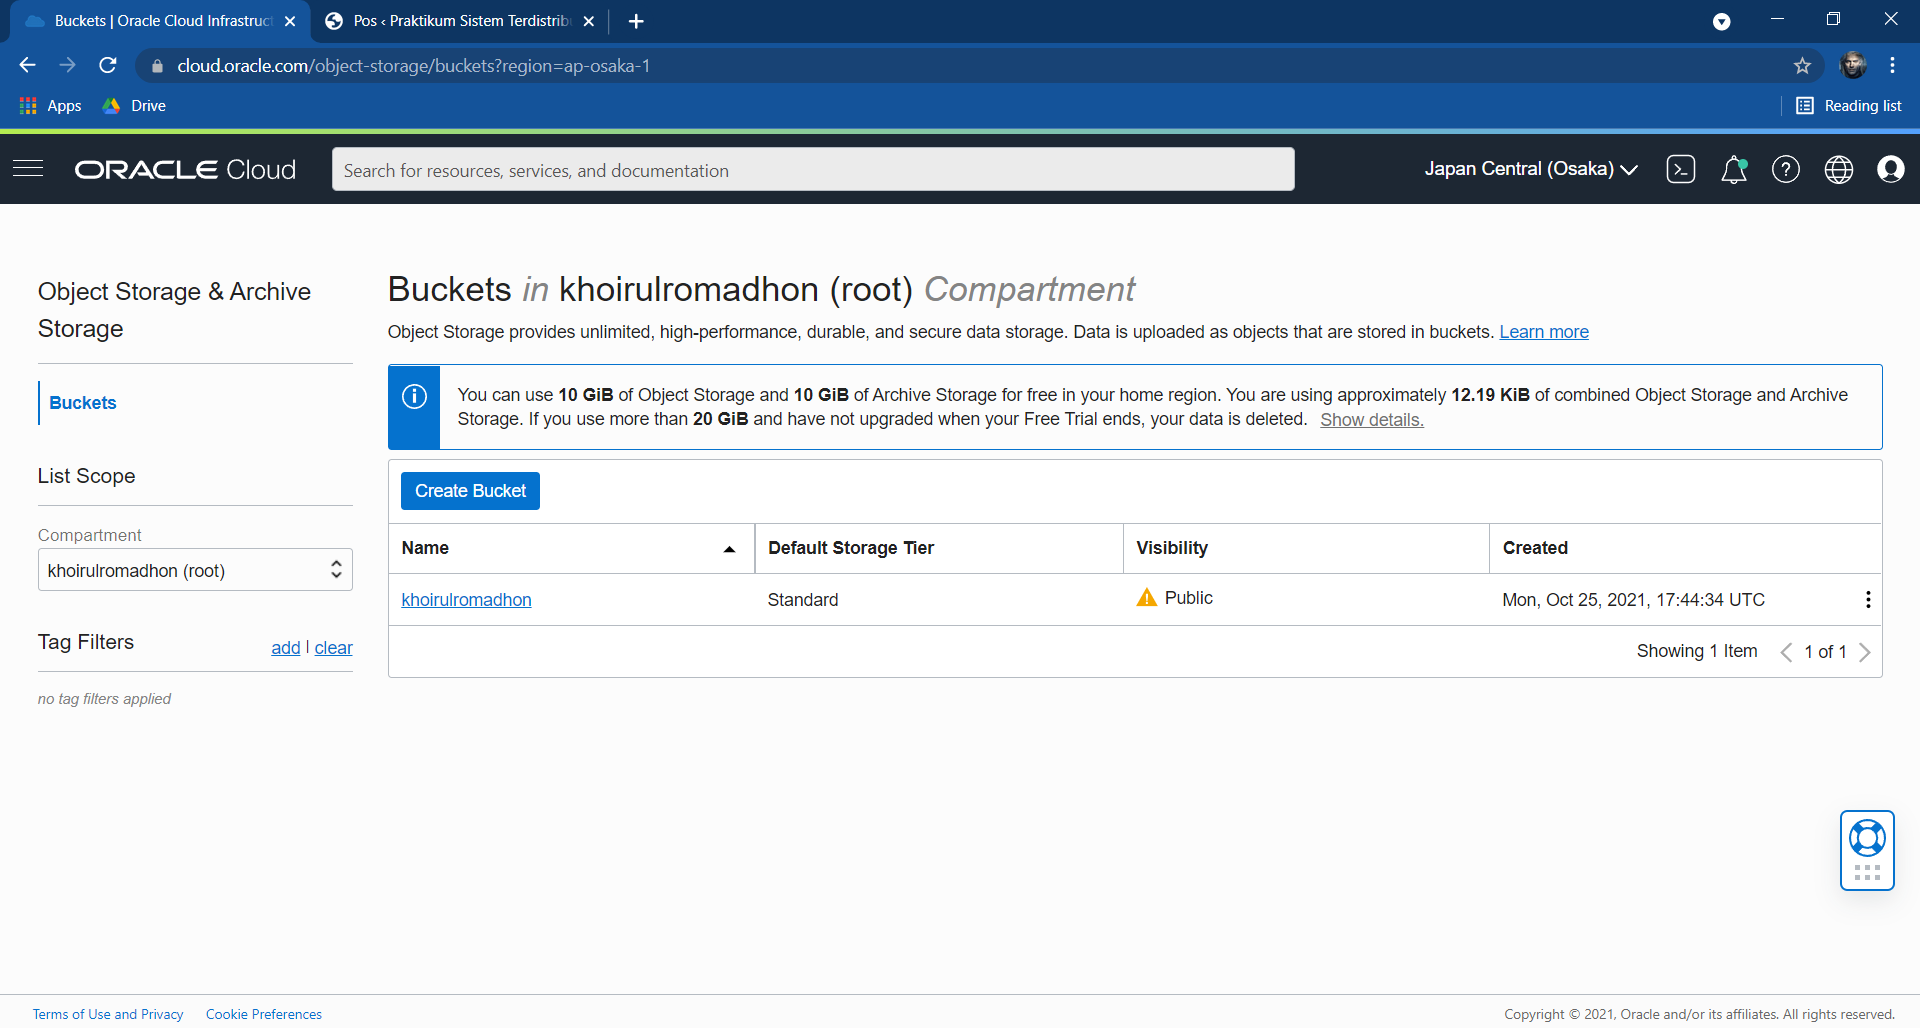 Buckets | Oracle Cloud Infrastruct
Pos ‹ Praktikum Sistem Terdistrib
cloud.oracle.com/object-storage/buckets?region=ap-osaka-1
Apps
Drive
Reading list
ORACLE Cloud
Search for resources, services, and documentation
Japan Central (Osaka)
Object Storage & Archive
Storage
Buckets
List Scope
Compartment
khoirulromadhon (root)
Tag Filters
add | clear
no tag filters applied
Buckets in khoirulromadhon (root) Compartment
Object Storage provides unlimited, high-performance, durable, and secure data storage. Data is uploaded as objects that are stored in buckets. Learn more
You can use 10 GiB of Object Storage and 10 GiB of Archive Storage for free in your home region. You are using approximately 12.19 KiB of combined Object Storage and Archive
Storage. If you use more than 20 GiB and have not upgraded when your Free Trial ends, your data is deleted. Show details.
Create Bucket
Name Default Storage Tier Visibility Created
khoirulromadhon Standard Public Mon, Oct 25, 2021, 17:44:34 UTC
Showing 1 Item 1 of 1
Terms of Use and Privacy Cookie Preferences
Copyright © 2021, Oracle and/or its affiliates. All rights reserved.